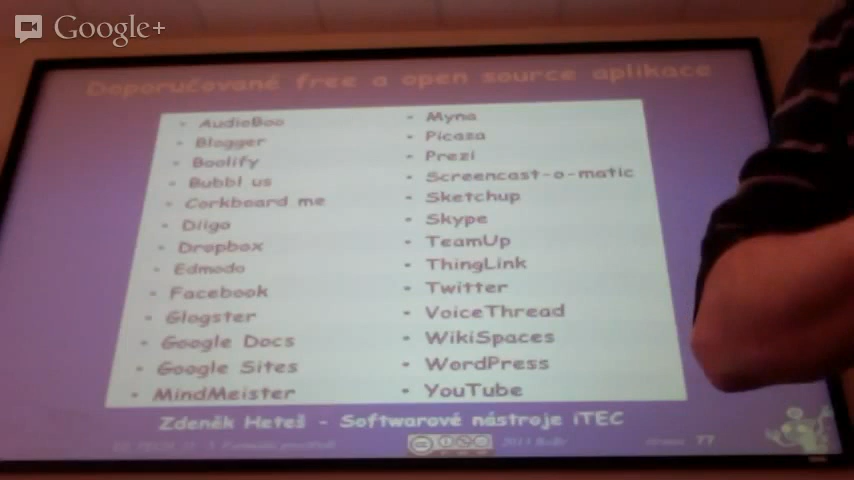 Google+
Doporučované free a open source aplikace
• AudioBoo
• Blogger
• Boolify
• Bubbl us
• Corkboard me
• Diigo
• Dropbox
• Edmodo
• Facebook
• Glogster
• Google Docs
• Google Sites
• MindMeister
• Myna
• Picasa
• Prezi
• Screencast-o-matic
• Sketchup
• Skype
• TeamUp
• ThingLink
• Twitter
• VoiceThread
• WikiSpaces
• WordPress
• YouTube
Zdeněk Heteš - Softwarové nástroje iTEC
77